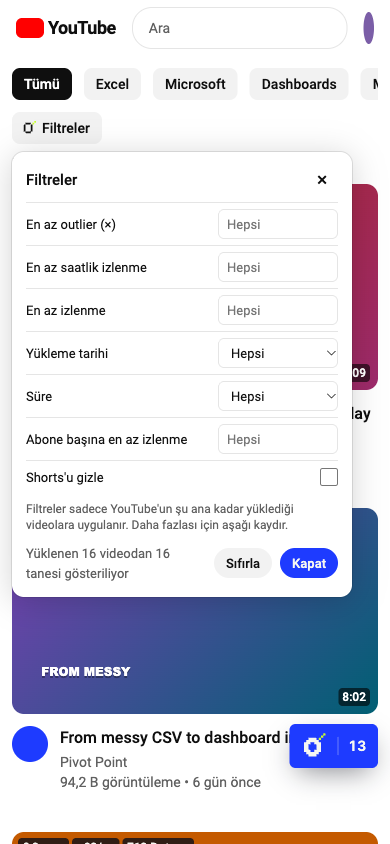 YouTube
Ara
Tümü
Excel
Microsoft
Dashboards
Filtreler
Filtreler
×
En az outlier (×)
Hepsi
En az saatlik izlenme
Hepsi
En az izlenme
Hepsi
Yükleme tarihi
Hepsi
Süre
Hepsi
Abone başına en az izlenme
Hepsi
Shorts'u gizle
Filtreler sadece YouTube'un şu ana kadar yüklediği
videolara uygulanır. Daha fazlası için aşağı kaydır.
Yüklenen 16 videodan 16
tanesi gösteriliyor
Sıfırla
Kapat
FROM MESSY
8:02
From messy CSV to dashboard
Pivot Point
94,2 B görüntüleme • 6 gün önce
13